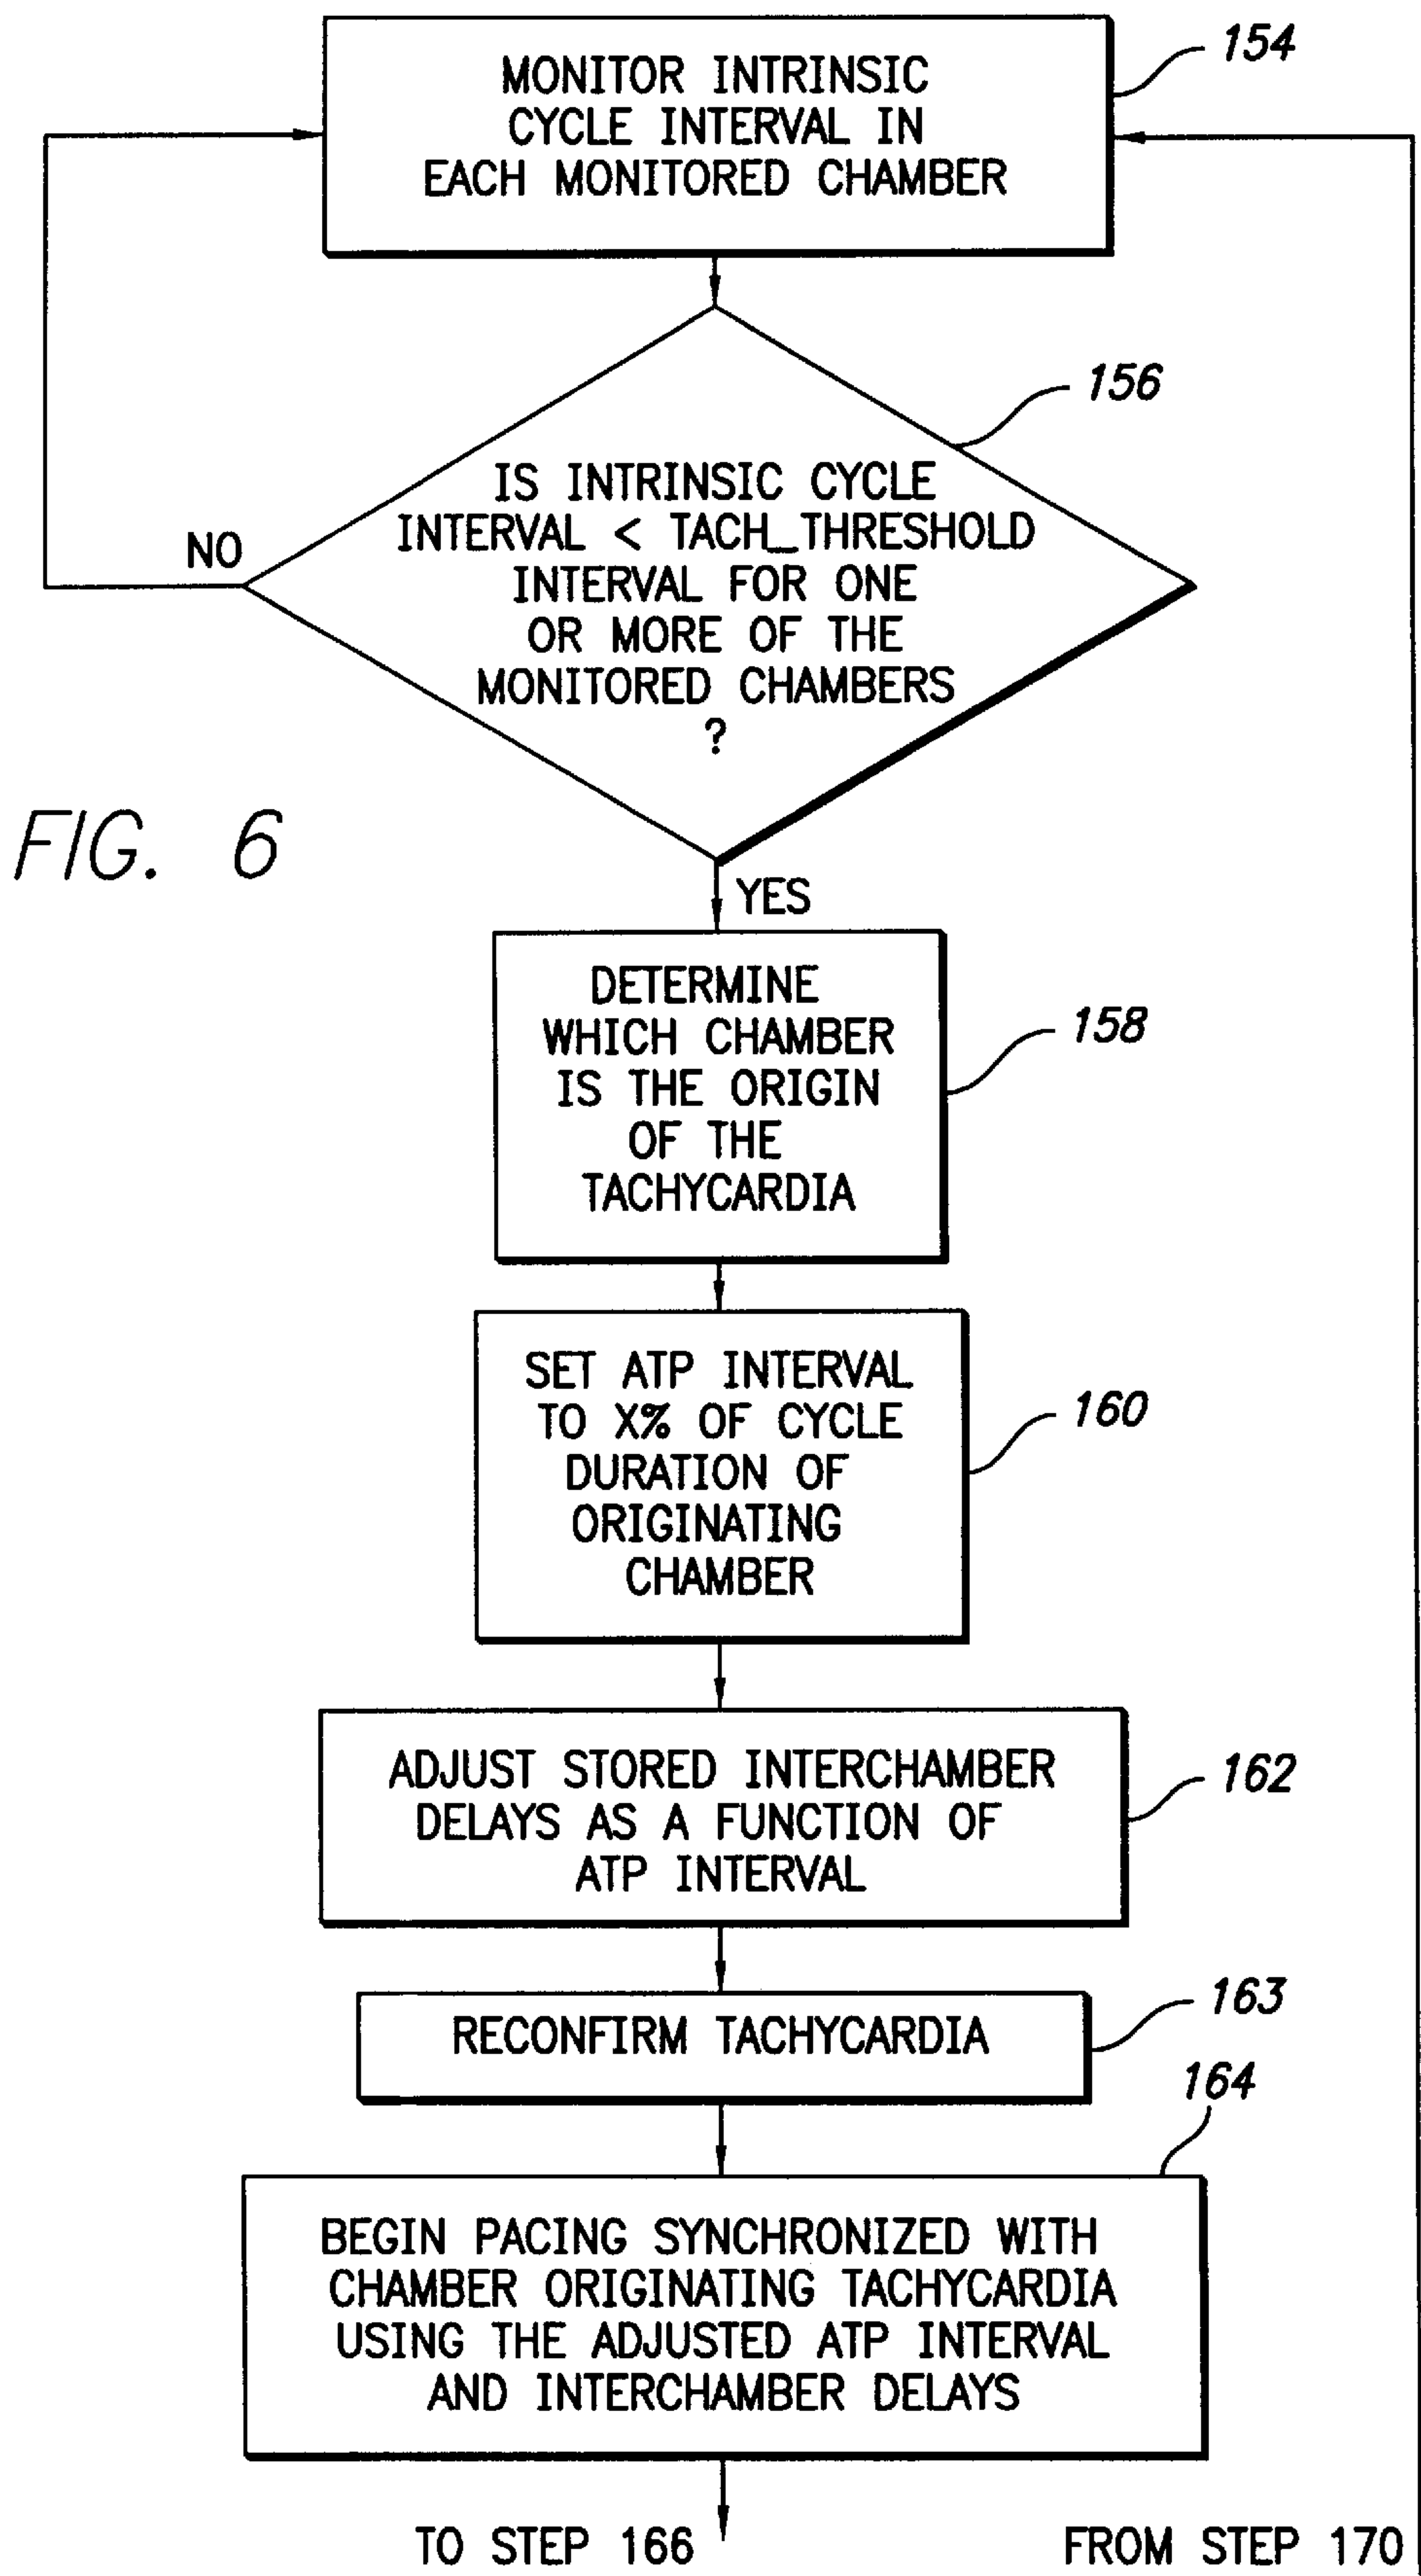 MONITOR INTRINSIC
CYCLE INTERVAL IN
EACH MONITORED CHAMBER
154
156
IS INTRINSIC CYCLE
INTERVAL < TACH_THRESHOLD
INTERVAL FOR ONE
OR MORE OF THE
MONITORED CHAMBERS
?
NO
FIG. 6
YES
DETERMINE
WHICH CHAMBER
IS THE ORIGIN
OF THE
TACHYCARDIA
158
SET ATP INTERVAL
TO X% OF CYCLE
DURATION OF
ORIGINATING
CHAMBER
160
ADJUST STORED INTERCHAMBER
DELAYS AS A FUNCTION OF
ATP INTERVAL
162
RECONFIRM TACHYCARDIA
163
164
BEGIN PACING SYNCHRONIZED WITH
CHAMBER ORIGINATING TACHYCARDIA
USING THE ADJUSTED ATP INTERVAL
AND INTERCHAMBER DELAYS
TO STEP 166
FROM STEP 170